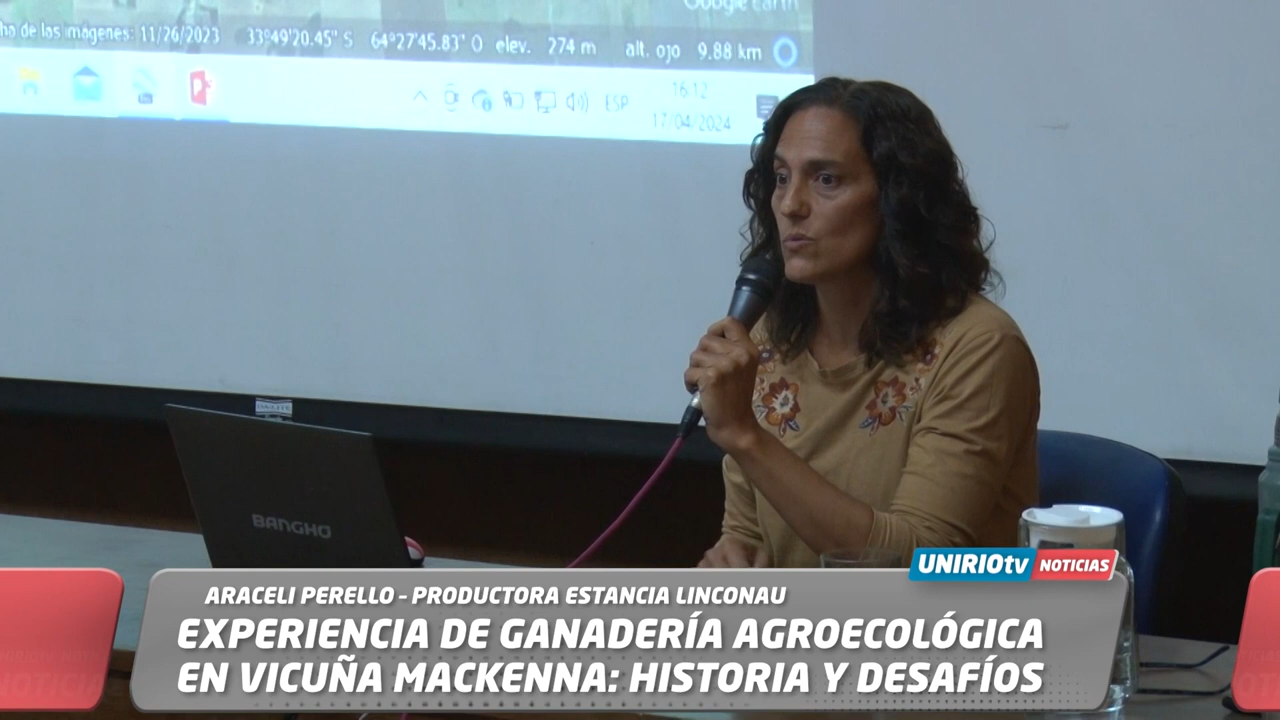 Google Earth
ha de las imágenes: 11/26/2023 33°49'20.45" S 64°27'45.83" O elev. 274 m alt. ojo 9.88 km
ESP
16:12
17/04/2024
BANGHO
UNIRIOtv NOTICIAS
ARACELI PERELLO - PRODUCTORA ESTANCIA LINCONAU
EXPERIENCIA DE GANADERÍA AGROECOLÓGICA
EN VICUÑA MACKENNA: HISTORIA Y DESAFÍOS